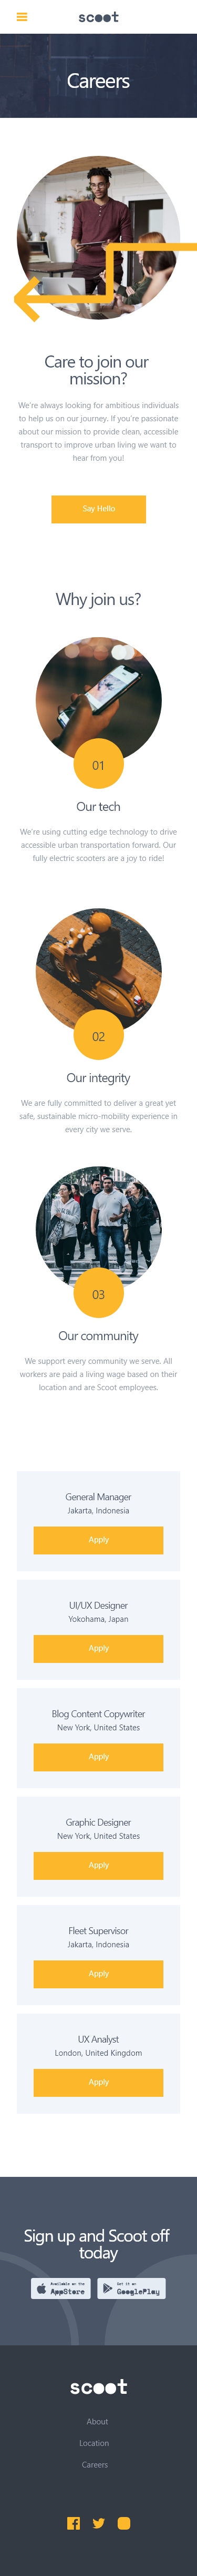 scoot
Careers
Care to join our
mission?
We're always looking for ambitious individuals
to help us on our journey. If you're passionate
about our mission to provide clean, accessible
transport to improve urban living we want to
hear from you!
Say Hello
Why join us?
01
Our tech
We're using cutting edge technology to drive
accessible urban transportation forward. Our
fully electric scooters are a joy to ride!
02
Our integrity
We are fully committed to deliver a great yet
safe, sustainable micro-mobility experience in
every city we serve.
03
Our community
We support every community we serve. All
workers are paid a living wage based on their
location and are Scoot employees.
General Manager
Jakarta, Indonesia
Apply
UI/UX Designer
Yokohama, Japan
Apply
Blog Content Copywriter
New York, United States
Apply
Graphic Designer
New York, United States
Apply
Fleet Supervisor
Jakarta, Indonesia
Apply
UX Analyst
London, United Kingdom
Apply
Sign up and Scoot off
today
Available on the
AppStore
Get it on
GooglePlay
scoot
About
Location
Careers